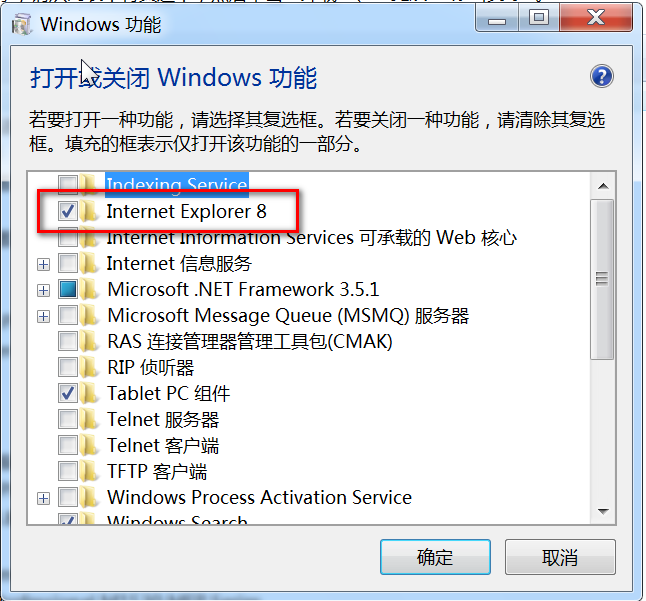 Windows 功能
打开或关闭 Windows 功能
若要打开一种功能，请选择其复选框。若要关闭一种功能，请清除其复选
框。填充的框表示仅打开该功能的一部分。
Indexing Service
Internet Explorer 8
Internet Information Services 可承载的 Web 核心
Internet 信息服务
Microsoft .NET Framework 3.5.1
Microsoft Message Queue (MSMQ) 服务器
RAS 连接管理器管理工具包(CMAK)
RIP 侦听器
Tablet PC 组件
Telnet 服务器
Telnet 客户端
TFTP 客户端
Windows Process Activation Service
Windows Search
确定
取消